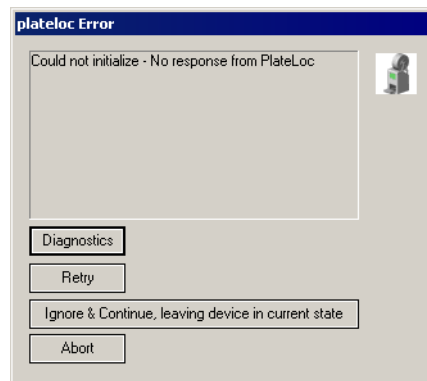 plateloc Error
Could not initialize - No response from PlateLoc
Diagnostics
Retry
Ignore & Continue, leaving device in current state
Abort